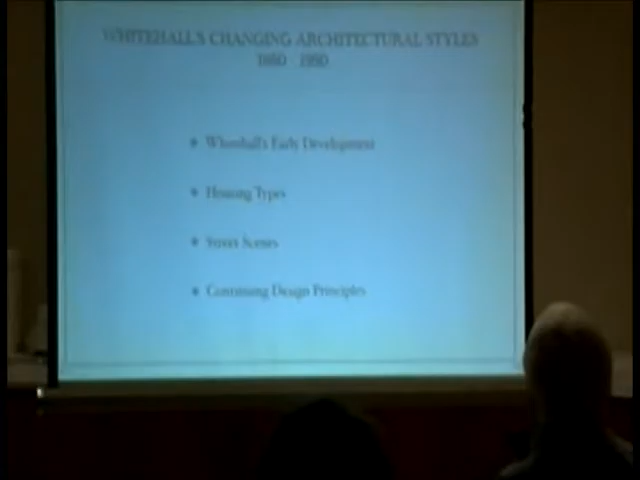 WHITEHALL'S CHANGING ARCHITECTURAL STYLES
Whitehall's Early Development
Housing Types
Street Scenes
Continuing Design Principles